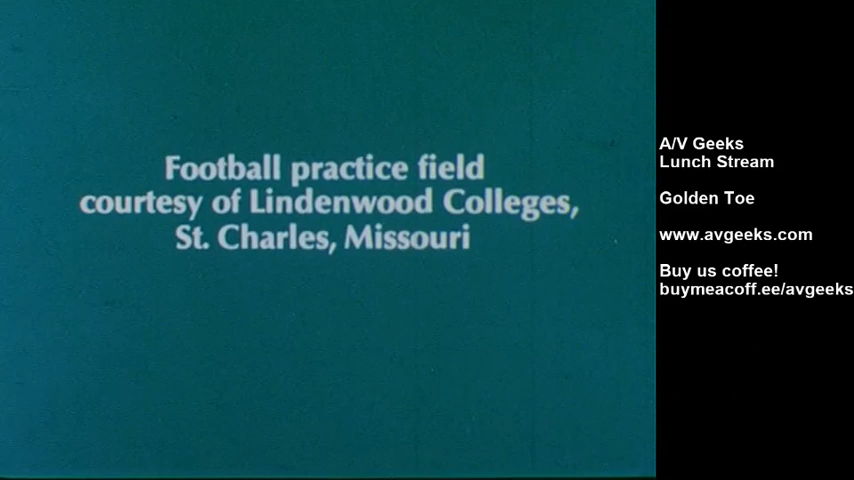 Football practice field
courtesy of Lindenwood Colleges,
St. Charles, Missouri
A/V Geeks
Lunch Stream
Golden Toe
www.avgeeks.com
Buy us coffee!
buymeacoff.ee/avgeeks